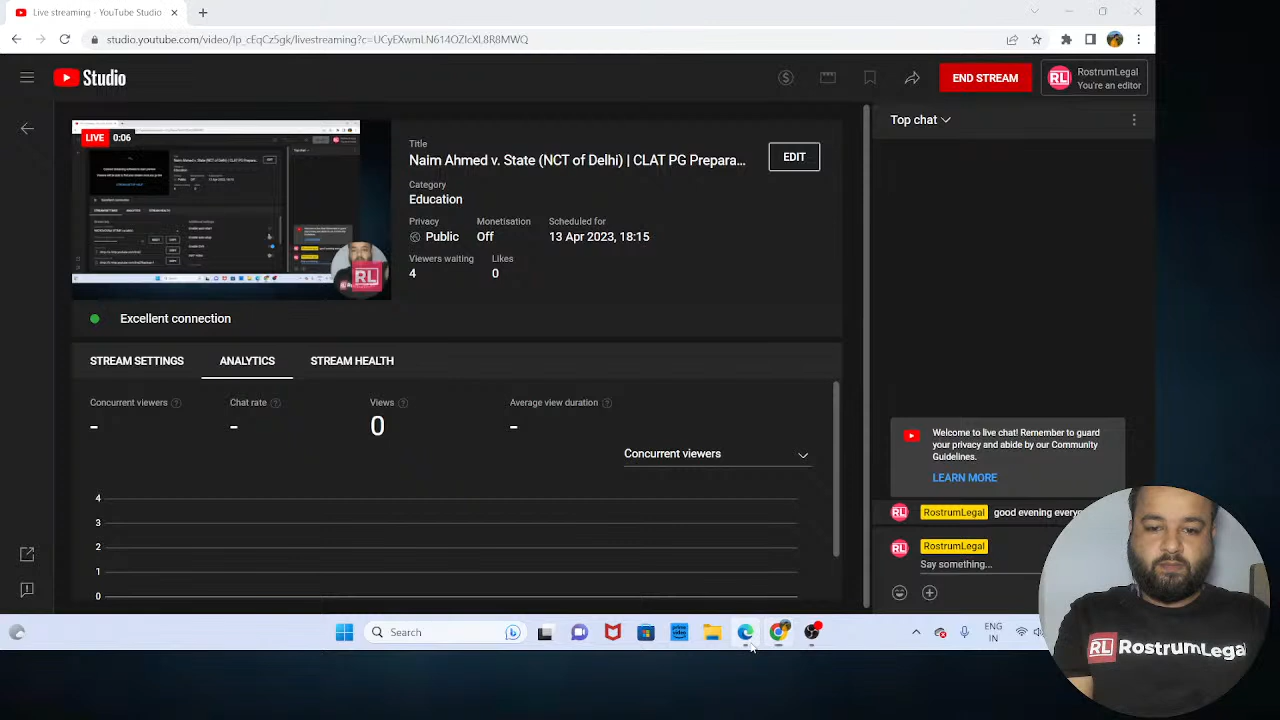 Live streaming - YouTube Studio
studio.youtube.com/video/lp_cEqCz5gk/livestreaming?c=UCyEXwmLN614OZIcXL8R8MWQ
Studio
END STREAM
RL
RostrumLegal
You're an editor
LIVE 0:06
Title
Naim Ahmed v. State (NCT of Delhi) | CLAT PG Prepara...
EDIT
Category
Education
Privacy
Public
Monetisation
Off
Scheduled for
13 Apr 2023, 18:15
Viewers waiting
4
Likes
0
Excellent connection
STREAM SETTINGS
ANALYTICS
STREAM HEALTH
Concurrent viewers
-
Chat rate
-
Views
0
Average view duration
-
Concurrent viewers
4
3
2
1
0
Top chat
Welcome to live chat! Remember to guard
your privacy and abide by our Community
Guidelines.
LEARN MORE
RL RostrumLegal good evening every
RL RostrumLegal
Say something...
Search
ENG
IN
RL RostrumLega